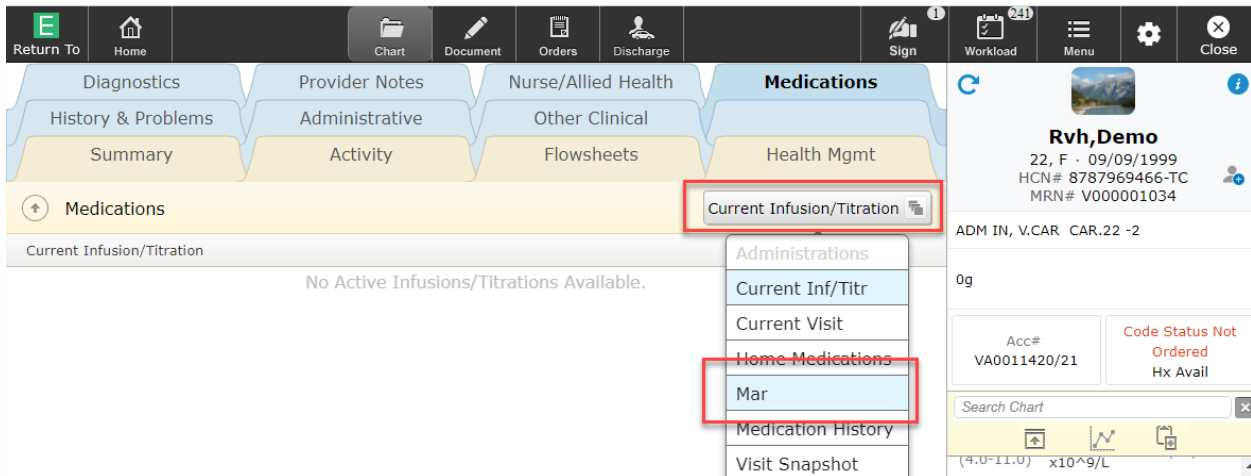 E
Return To
Home
Chart
Document
Orders
Discharge
1
Sign
241
Workload
Menu
Close
Diagnostics
Provider Notes
Nurse/Allied Health
Medications
History & Problems
Administrative
Other Clinical
Summary
Activity
Flowsheets
Health Mgmt
Medications
Current Infusion/Titration
Current Infusion/Titration
No Active Infusions/Titrations Available.
Administrations
Current Inf/Titr
Current Visit
Home Medications
Mar
Medication History
Visit Snapshot
i
Rvh,Demo
22, F · 09/09/1999
HCN# 8787969466-TC
MRN# V000001034
ADM IN, V.CAR CAR.22 -2
0g
Acc#
VA0011420/21
Code Status Not
Ordered
Hx Avail
Search Chart
(4.0-11.0) x10^9/L